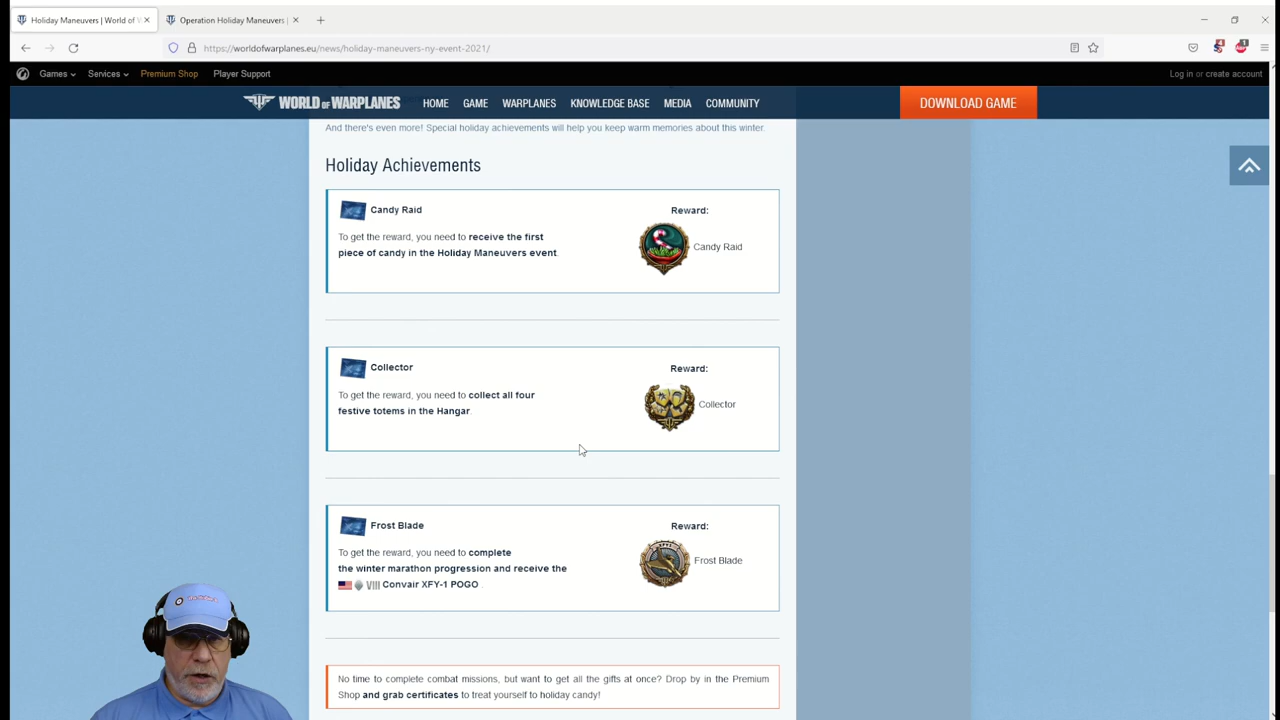 Holiday Maneuvers | World of W
Operation Holiday Maneuvers |
https://worldofwarplanes.eu/news/holiday-maneuvers-ny-event-2021/
Games Services Premium Shop Player Support
Log in or create account
WORLD OF WARPLANES
HOME GAME WARPLANES KNOWLEDGE BASE MEDIA COMMUNITY
DOWNLOAD GAME
And there's even more! Special holiday achievements will help you keep warm memories about this winter.
Holiday Achievements
Candy Raid
To get the reward, you need to receive the first
piece of candy in the Holiday Maneuvers event.
Reward:
Candy Raid
Collector
To get the reward, you need to collect all four
festive totems in the Hangar.
Reward:
Collector
Frost Blade
To get the reward, you need to complete
the winter marathon progression and receive the
VIII Convair XFY-1 POGO .
Reward:
Frost Blade
No time to complete combat missions, but want to get all the gifts at once? Drop by in the Premium
Shop and grab certificates to treat yourself to holiday candy!